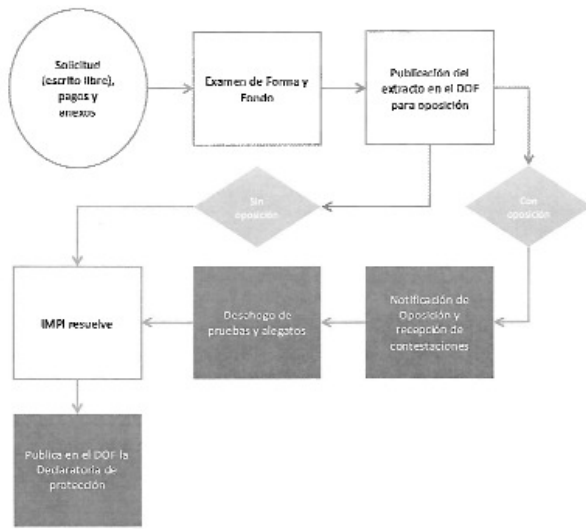 Solicitud
(escrito libre),
pagos y
anexos
Examen de Forma y
Fondo
Publicación del
extracto en el DOF
para oposición
Sin
oposición
Con
oposición
IMPI resuelve
Desahogo de
pruebas y alegatos
Notificación de
Oposición y
recepción de
contestaciones
Publica en el DOF la
Declaratoria de
protección